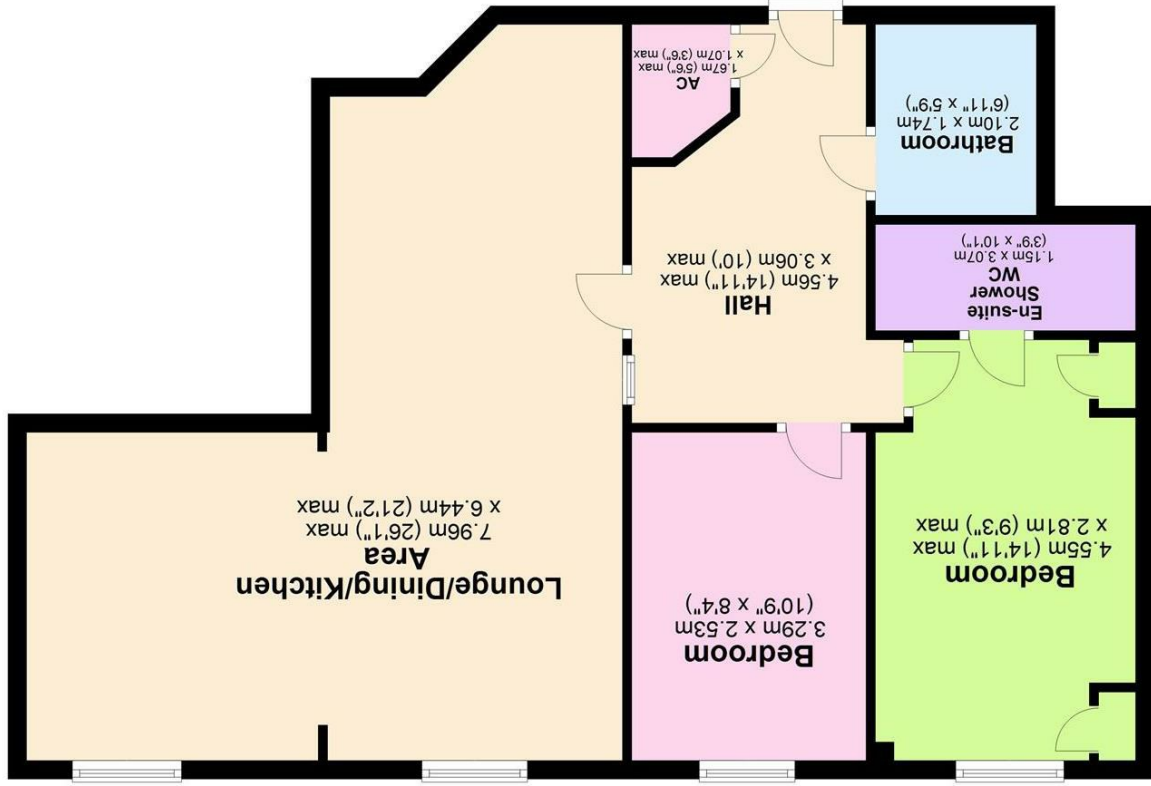 Bedroom
4.55m (14'11") max
x 2.81m (9'3") max
Bedroom
3.29m x 2.53m
(10'9" x 8'4")
Lounge/Dining/Kitchen
Area
7.96m (26'1") max
x 6.44m (21'2") max
En-suite
Shower
WC
1.15m x 3.07m
(3'9" x 10'1")
Hall
4.56m (14'11") max
x 3.06m (10') max
Bathroom
2.10m x 1.74m
(6'11" x 5'9")
AC
1.67m (5'6") max
x 1.07m (3'6") max